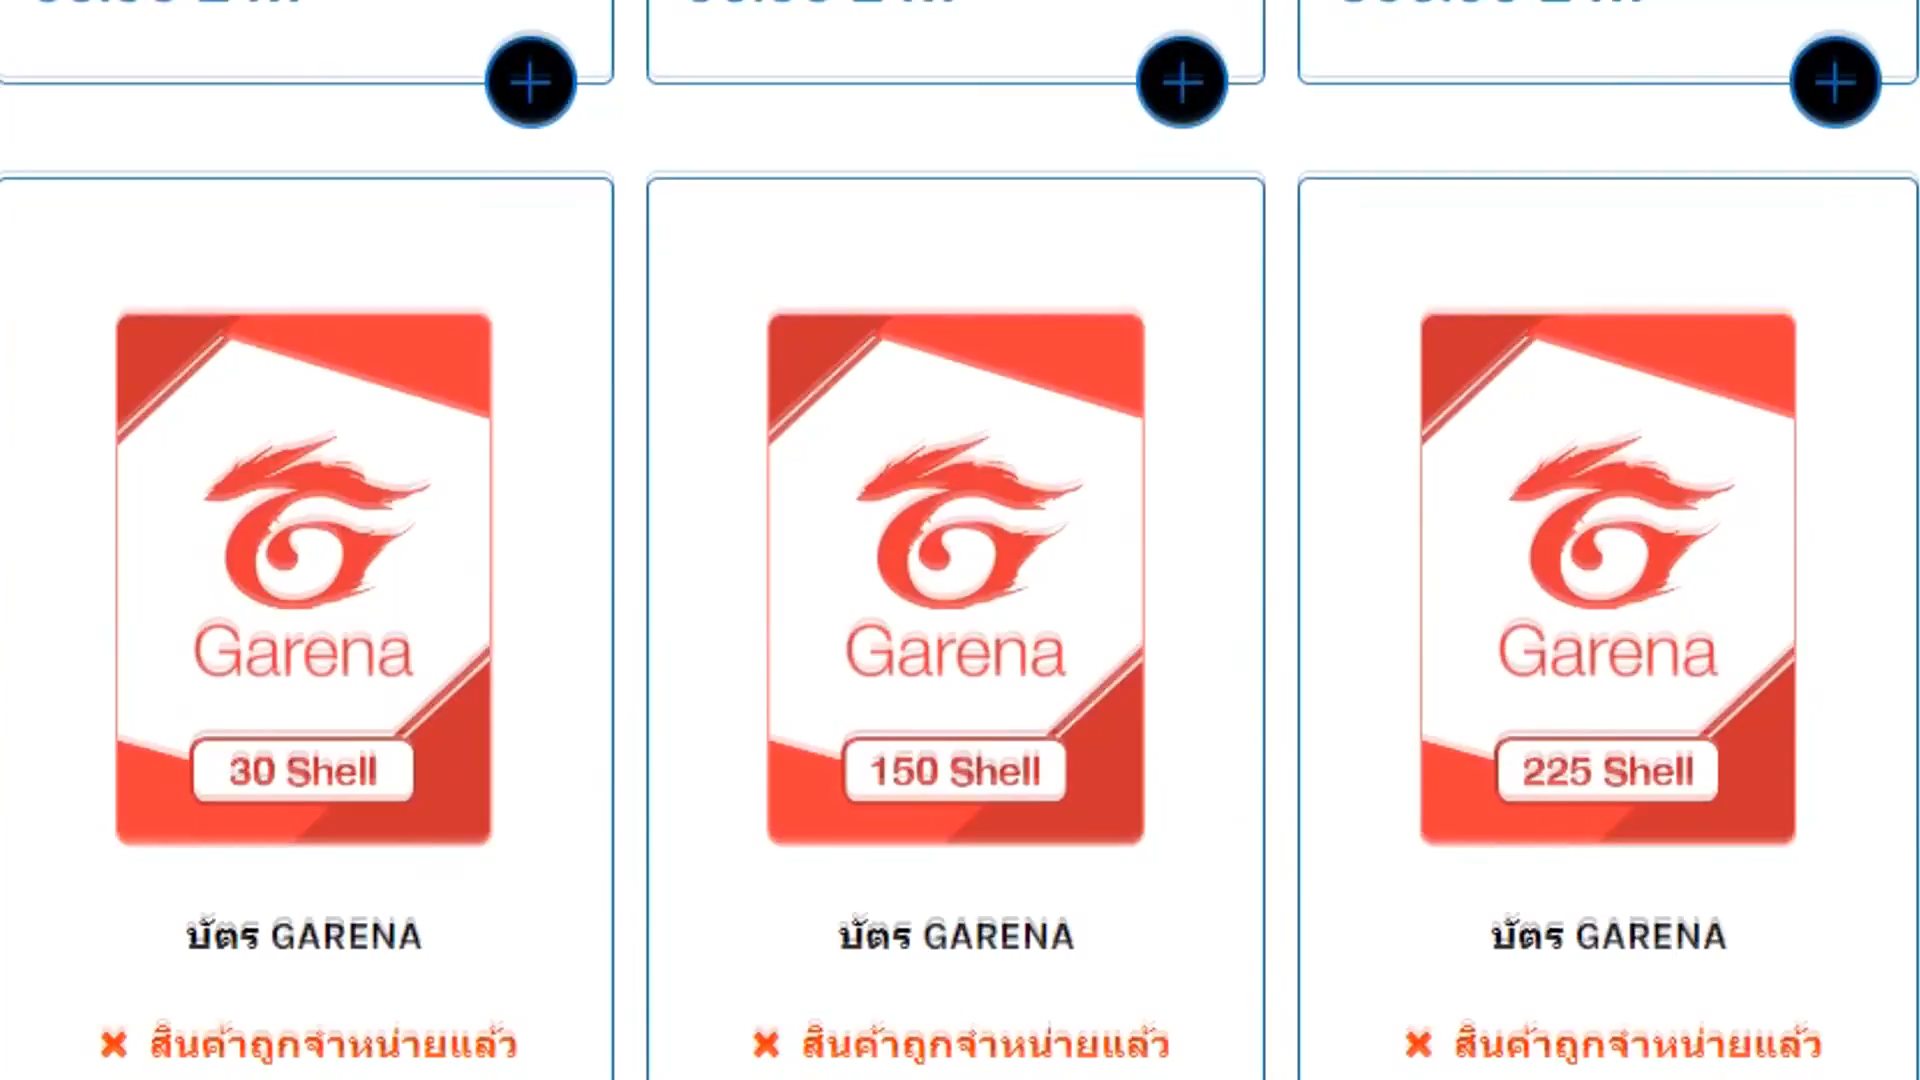 Garena
30 Shell
บัตร GARENA
สินค้าถูกจำหน่ายแล้ว
Garena
150 Shell
บัตร GARENA
สินค้าถูกจำหน่ายแล้ว
Garena
225 Shell
บัตร GARENA
สินค้าถูกจำหน่ายแล้ว